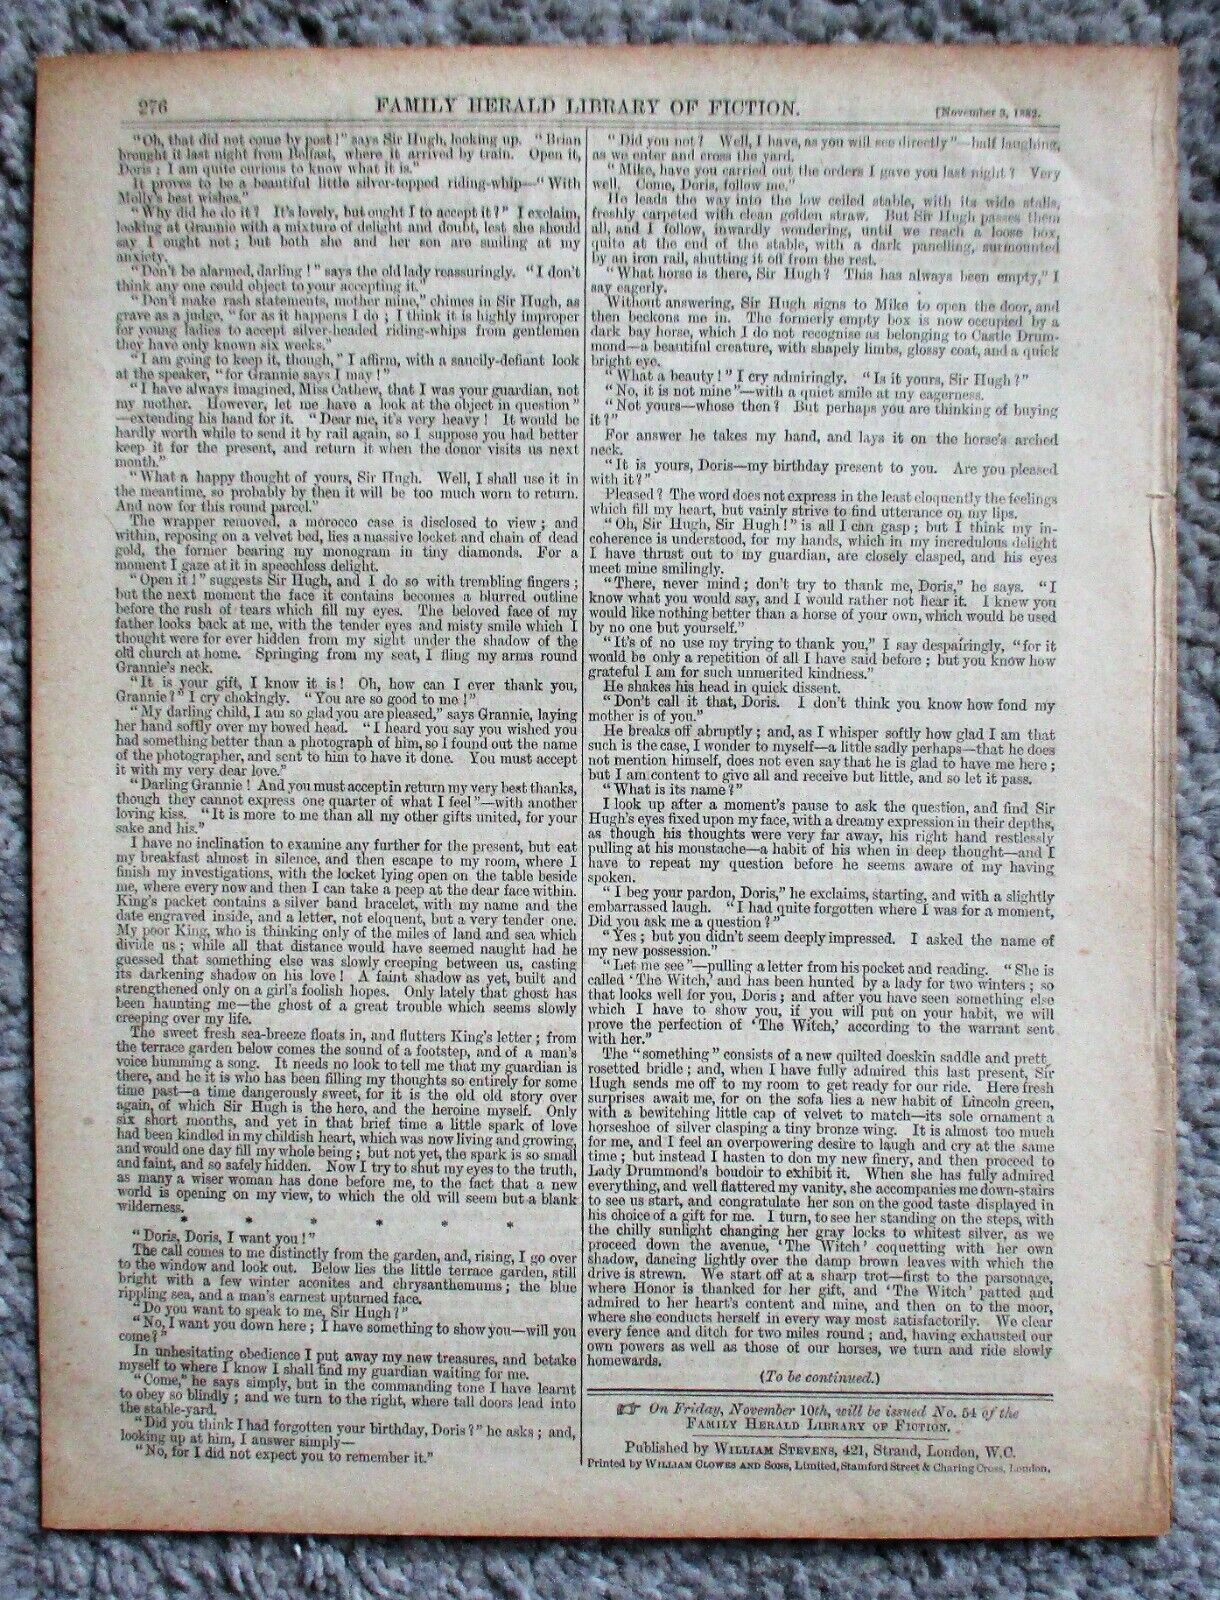 276
FAMILY HERALD LIBRARY OF FICTION.
[November 3, 1882.
"Oh, that did not come by post!" says Sir Hugh, looking up. "Brian
brought it last night from Belfast, where it arrived by train. Open it,
Doris; I am quite curious to know what it is."
It proves to be a beautiful little silver-topped riding-whip—"With
Molly's best wishes."
"Why did he do it? It's lovely, but ought I to accept it?" I exclaim,
looking at Grannie with a mixture of delight and doubt, lest she should
say I ought not; but both she and her son are smiling at my
anxiety.
"Don't be alarmed, darling!" says the old lady reassuringly. "I don't
think any one could object to your accepting it."
"Don't make rash statements, mother mine," chimes in Sir Hugh, as
grave as a judge, "for as it happens I do; I think it is highly improper
for young ladies to accept silver-headed riding-whips from gentlemen
they have only known six weeks."
"I am going to keep it, though," I affirm, with a saucily-defiant look
at the speaker, "for Grannie says I may!"
"I have always imagined, Miss Cathew, that I was your guardian, not
my mother. However, let me have a look at the object in question"
—extending his hand for it. "Dear me, it's very heavy! It would be
hardly worth while to send it by rail again, so I suppose you had better
keep it for the present, and return it when the donor visits us next
month."
"What a happy thought of yours, Sir Hugh. Well, I shall use it in
the meantime, so probably by then it will be too much worn to return.
And now for this round parcel."
The wrapper removed, a morocco case is disclosed to view; and
within, reposing on a velvet bed, lies a massive locket and chain of dead
gold, the former bearing my monogram in tiny diamonds. For a
moment I gaze at it in speechless delight.
"Open it!" suggests Sir Hugh, and I do so with trembling fingers;
but the next moment the face it contains becomes a blurred outline
before the rush of tears which fill my eyes. The beloved face of my
father looks back at me, with the tender eyes and misty smile which I
thought were for ever hidden from my sight under the shadow of the
old church at home. Springing from my seat, I fling my arms round
Grannie's neck.
"It is your gift, I know it is! Oh, how can I ever thank you,
Grannie?" I cry chokingly. "You are so good to me!"
"My darling child, I am so glad you are pleased," says Grannie, laying
her hand softly over my bowed head. "I heard you say you wished you
had something better than a photograph of him, so I found out the name
of the photographer, and sent to him to have it done. You must accept
it with my very dear love."
"Darling Grannie! And you must accept in return my very best thanks,
though they cannot express one quarter of what I feel"—with another
loving kiss. "It is more to me than all my other gifts united, for your
sake and his."
I have no inclination to examine any further for the present, but eat
my breakfast almost in silence, and then escape to my room, where I
finish my investigations, with the locket lying open on the table beside
me, where every now and then I can take a peep at the dear face within.
King's packet contains a silver band bracelet, with my name and the
date engraved inside, and a letter, not eloquent, but a very tender one.
My poor King, who is thinking only of the miles of land and sea which
divide us; while all that distance would have seemed naught had he
guessed that something else was slowly creeping between us, casting
its darkening shadow on his love! A faint shadow as yet, built and
strengthened only on a girl's foolish hopes. Only lately that ghost has
been haunting me—the ghost of a great trouble which seems slowly
creeping over my life.
The sweet fresh sea-breeze floats in, and flutters King's letter; from
the terrace garden below comes the sound of a footstep, and of a man's
voice humming a song. It needs no look to tell me that my guardian is
there, and he it is who has been filling my thoughts so entirely for some
time past—a time dangerously sweet, for it is the old old story over
again, of which Sir Hugh is the hero, and the heroine myself. Only
six short months, and yet in that brief time a little spark of love
had been kindled in my childish heart, which was now living and growing,
and would one day fill my whole being; but not yet, the spark is so small
and faint, and so safely hidden. Now I try to shut my eyes to the truth,
as many a wiser woman has done before me, to the fact that a new
world is opening on my view, to which the old will seem but a blank
wilderness.
* * * * * *
"Doris, Doris, I want you!"
The call comes to me distinctly from the garden, and, rising, I go over
to the window and look out. Below lies the little terrace garden, still
bright with a few winter aconites and chrysanthemums; the blue
rippling sea, and a man's earnest upturned face.
"Do you want to speak to me, Sir Hugh?"
"No, I want you down here; I have something to show you—will you
come?"
In unhesitating obedience I put away my new treasures, and betake
myself to where I know I shall find my guardian waiting for me.
"Come," he says simply, but in the commanding tone I have learnt
to obey so blindly; and we turn to the right, where tall doors lead into
the stable-yard.
"Did you think I had forgotten your birthday, Doris?" he asks; and,
looking up at him, I answer simply—
"No, for I did not expect you to remember it."
"Did you not? Well, I have, as you will see directly"—half laughing,
as we enter and cross the yard.
"Mike, have you carried out the orders I gave you last night? Very
well. Come, Doris, follow me."
He leads the way into the low ceiled stable, with its wide stalls,
freshly carpeted with clean golden straw. But Sir Hugh passes them
all, and I follow, inwardly wondering, until we reach a loose box,
quite at the end of the stable, with a dark panelling, surmounted
by an iron rail, shutting it off from the rest.
"What horse is there, Sir Hugh? This has always been empty," I
say eagerly.
Without answering, Sir Hugh signs to Mike to open the door, and
then beckons me in. The formerly empty box is now occupied by a
dark bay horse, which I do not recognise as belonging to Castle Drum-
mond—a beautiful creature, with shapely limbs, glossy coat, and a quick
bright eye.
"What a beauty!" I cry admiringly. "Is it yours, Sir Hugh?"
"No, it is not mine"—with a quiet smile at my eagerness.
"Not yours—whose then? But perhaps you are thinking of buying
it?"
For answer he takes my hand, and lays it on the horse's arched
neck.
"It is yours, Doris—my birthday present to you. Are you pleased
with it?"
Pleased? The word does not express in the least eloquently the feelings
which fill my heart, but vainly strive to find utterance on my lips.
"Oh, Sir Hugh, Sir Hugh!" is all I can gasp; but I think my in-
coherence is understood, for my hands, which in my incredulous delight
I have thrust out to my guardian, are closely clasped, and his eyes
meet mine smilingly.
"There, never mind; don't try to thank me, Doris," he says. "I
know what you would say, and I would rather not hear it. I knew you
would like nothing better than a horse of your own, which would be used
by no one but yourself."
"It's of no use my trying to thank you," I say despairingly, "for it
would be only a repetition of all I have said before; but you know how
grateful I am for such unmerited kindness."
He shakes his head in quick dissent.
"Don't call it that, Doris. I don't think you know how fond my
mother is of you."
He breaks off abruptly; and, as I whisper softly how glad I am that
such is the case, I wonder to myself—a little sadly perhaps—that he does
not mention himself, does not even say that he is glad to have me here;
but I am content to give all and receive but little, and so let it pass.
"What is its name?"
I look up after a moment's pause to ask the question, and find Sir
Hugh's eyes fixed upon my face, with a dreamy expression in their depths,
as though his thoughts were very far away, his right hand restlessly
pulling at his moustache—a habit of his when in deep thought—and I
have to repeat my question before he seems aware of my having
spoken.
"I beg your pardon, Doris," he exclaims, starting, and with a slightly
embarrassed laugh. "I had quite forgotten where I was for a moment,
Did you ask me a question?"
"Yes; but you didn't seem deeply impressed. I asked the name of
my new possession."
"Let me see"—pulling a letter from his pocket and reading. "She is
called 'The Witch,' and has been hunted by a lady for two winters; so
that looks well for you, Doris; and after you have seen something else
which I have to show you, if you will put on your habit, we will
prove the perfection of 'The Witch,' according to the warrant sent
with her."
The "something" consists of a new quilted doeskin saddle and prett
rosetted bridle; and, when I have fully admired this last present, Sir
Hugh sends me off to my room to get ready for our ride. Here fresh
surprises await me, for on the sofa lies a new habit of Lincoln green,
with a bewitching little cap of velvet to match—its sole ornament a
horseshoe of silver clasping a tiny bronze wing. It is almost too much
for me, and I feel an overpowering desire to laugh and cry at the same
time; but instead I hasten to don my new finery, and then proceed to
Lady Drummond's boudoir to exhibit it. When she has fully admired
everything, and well flattered my vanity, she accompanies me down-stairs
to see us start, and congratulate her son on the good taste displayed in
his choice of a gift for me. I turn, to see her standing on the steps, with
the chilly sunlight changing her gray locks to whitest silver, as we
proceed down the avenue, 'The Witch' coquetting with her own
shadow, dancing lightly over the damp brown leaves with which the
drive is strewn. We start off at a sharp trot—first to the parsonage,
where Honor is thanked for her gift, and 'The Witch' patted and
admired to her heart's content and mine, and then on to the moor,
where she conducts herself in every way most satisfactorily. We clear
every fence and ditch for two miles round; and, having exhausted our
own powers as well as those of our horses, we turn and ride slowly
homewards.
(To be continued.)
☞ On Friday, November 10th, will be issued No. 54 of the
FAMILY HERALD LIBRARY OF FICTION.
Published by WILLIAM STEVENS, 421, Strand, London, W.C.
Printed by WILLIAM CLOWES AND SONS, Limited, Stamford Street & Charing Cross, London.